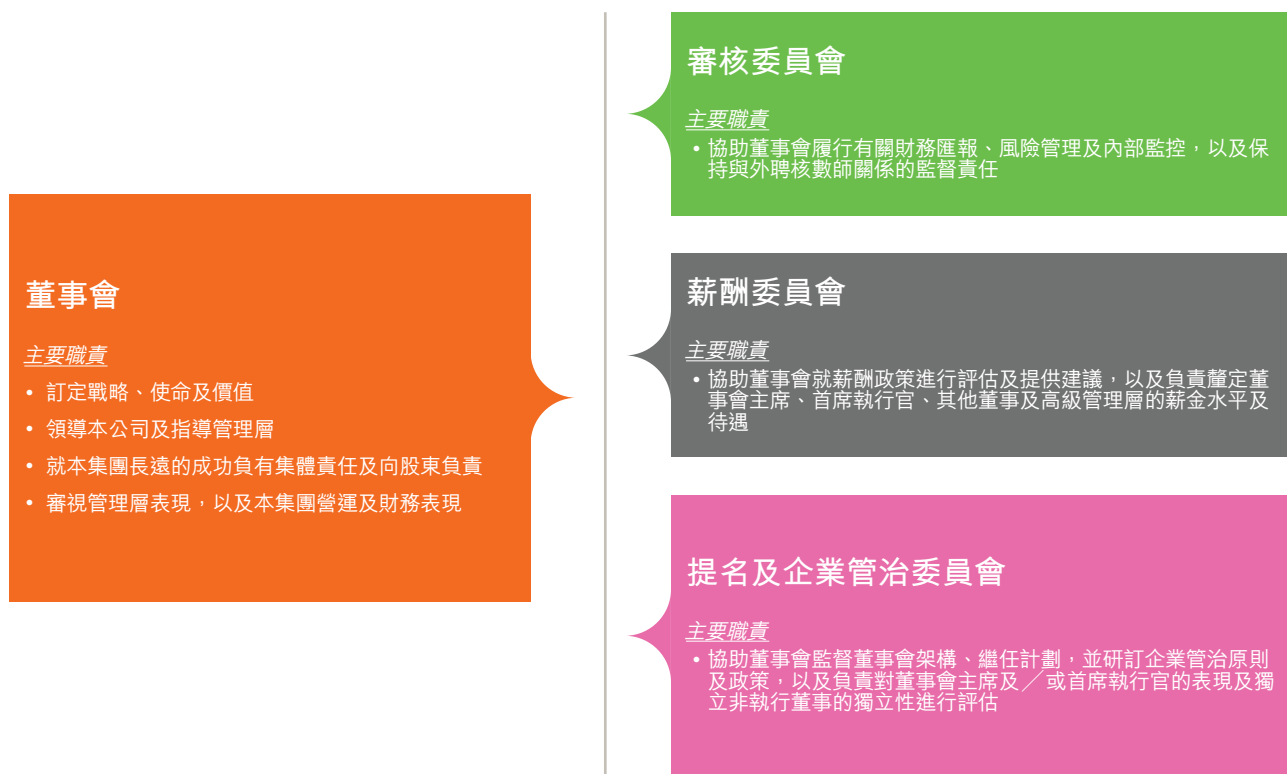 董事會
主要職責
• 訂定戰略、使命及價值
• 領導本公司及指導管理層
• 就本集團長遠的成功負有集體責任及向股東負責
• 審視管理層表現，以及本集團營運及財務表現
審核委員會
主要職責
• 協助董事會履行有關財務匯報、風險管理及內部監控，以及保
持與外聘核數師關係的監督責任
薪酬委員會
主要職責
• 協助董事會就薪酬政策進行評估及提供建議，以及負責釐定董
事會主席、首席執行官、其他董事及高級管理層的薪金水平及
待遇
提名及企業管治委員會
主要職責
• 協助董事會監督董事會架構、繼任計劃，並研訂企業管治原則
及政策，以及負責對董事會主席及╱或首席執行官的表現及獨
立非執行董事的獨立性進行評估